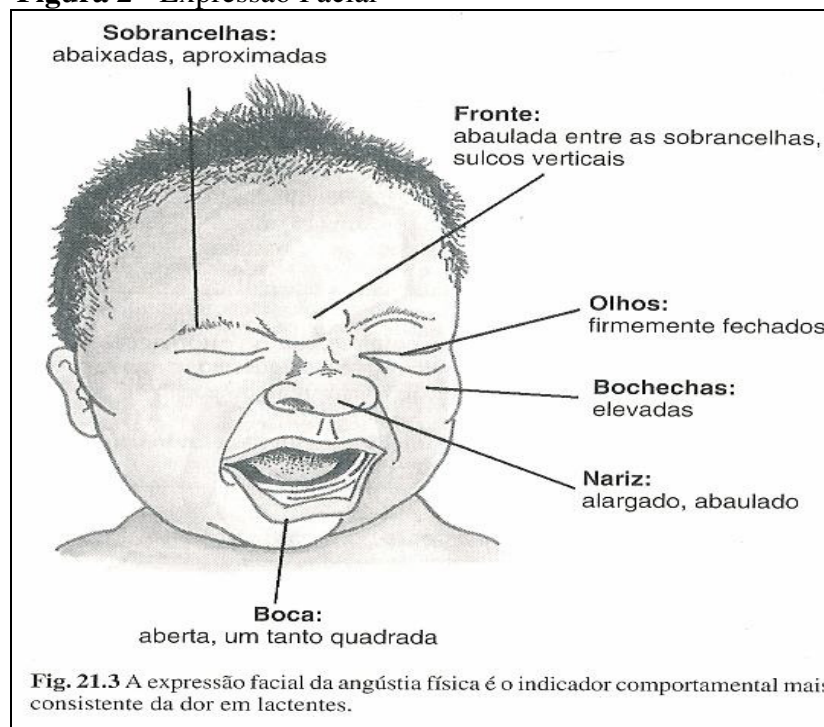 Figura 2 - Expressão Facial
Sobrancelhas:
abaixadas, aproximadas
Fronte:
abaulada entre as sobrancelhas,
sulcos verticais
Olhos:
firmemente fechados
Bochechas:
elevadas
Nariz:
alargado, abaulado
Boca:
aberta, um tanto quadrada
Fig. 21.3 A expressão facial da angústia física é o indicador comportamental mais
consistente da dor em lactentes.